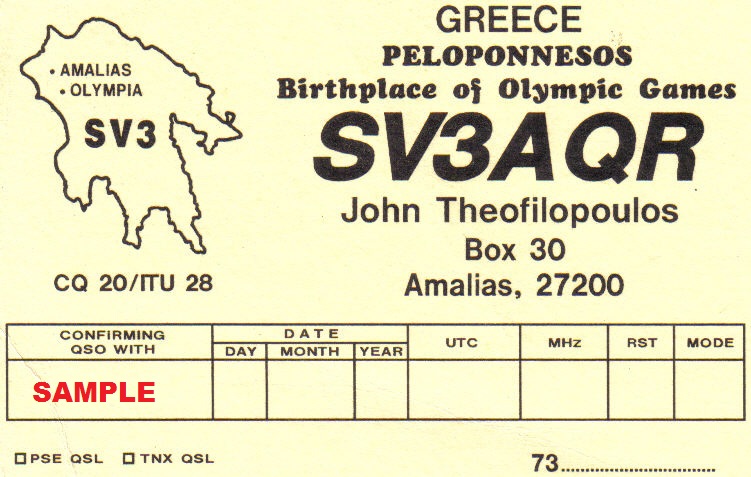 GREECE
PELOPONNESOS
Birthplace of Olympic Games
SV3AQR
John Theofilopoulos
Box 30
Amalias, 27200
• AMALIAS
• OLYMPIA
SV3
CQ 20/ITU 28
CONFIRMING QSO WITH
DATE
DAY MONTH YEAR
UTC
MHz
RST
MODE
SAMPLE
□ PSE QSL □ TNX QSL
73................................